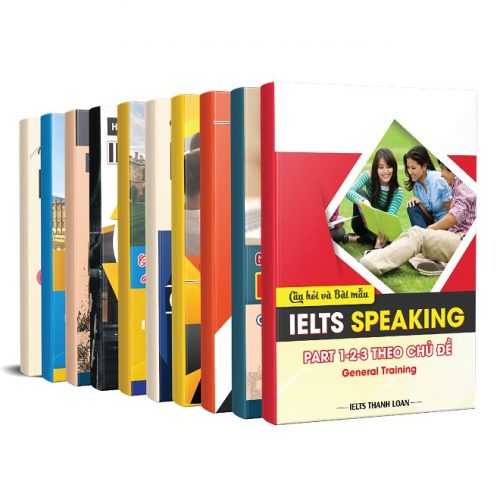 Câu hỏi và Bài mẫu
IELTS SPEAKING
PART 1-2-3 THEO CHỦ ĐỀ
General Training
IELTS THANH LOAN